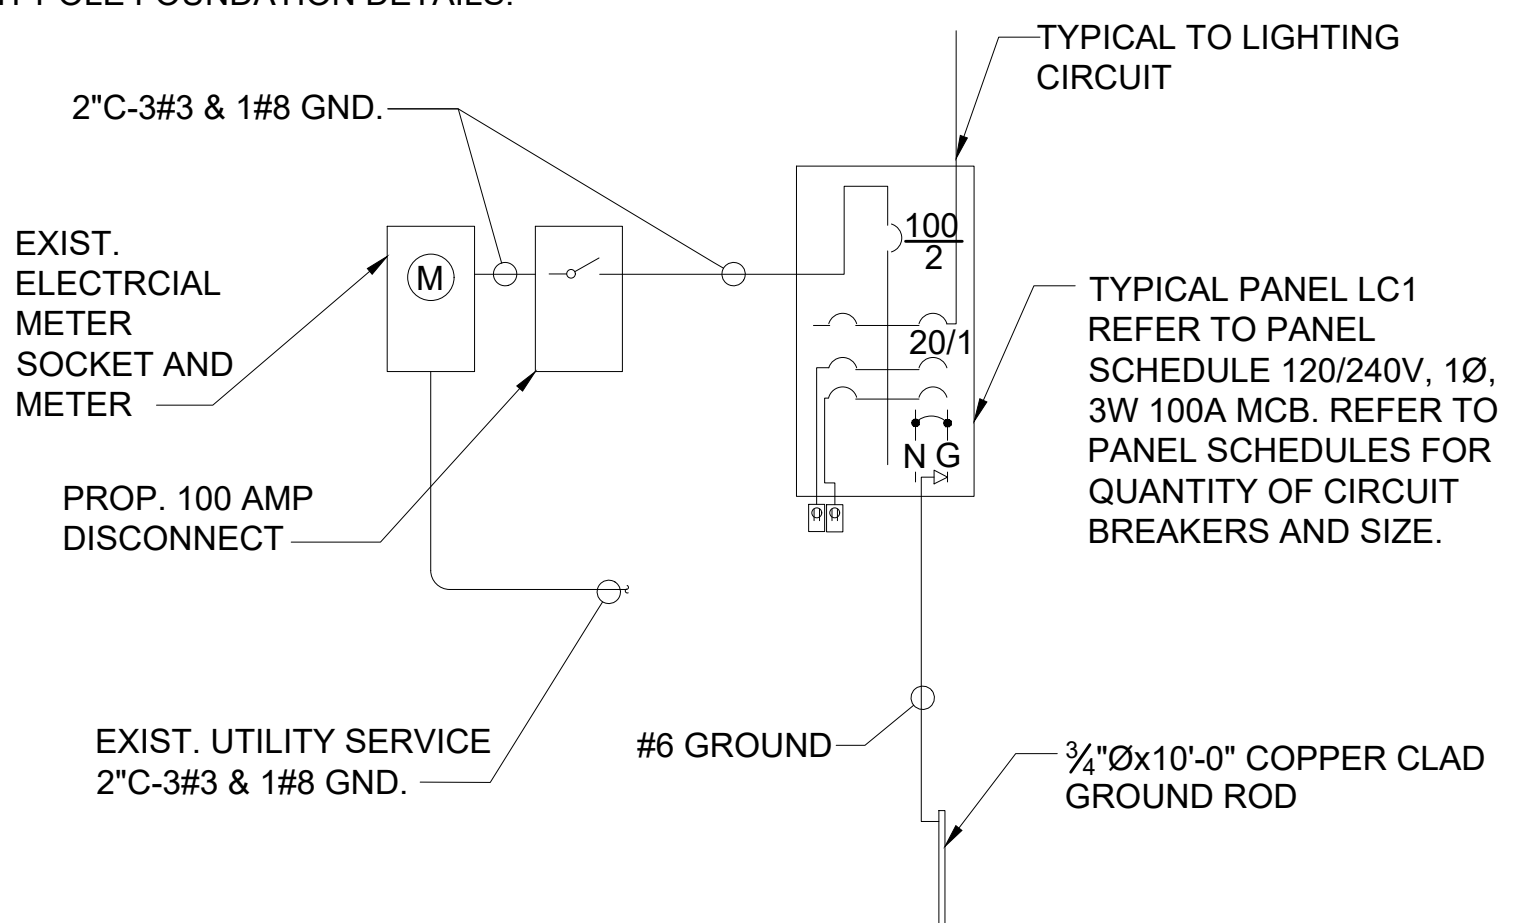 POLE FOUNDATION DETAILS.
TYPICAL TO LIGHTING
CIRCUIT
2"C-3#3 & 1#8 GND.
EXIST.
ELECTRCIAL
METER
SOCKET AND
METER
M
100
2
20/1
N G
TYPICAL PANEL LC1
REFER TO PANEL
SCHEDULE 120/240V, 1Ø,
3W 100A MCB. REFER TO
PANEL SCHEDULES FOR
QUANTITY OF CIRCUIT
BREAKERS AND SIZE.
PROP. 100 AMP
DISCONNECT
EXIST. UTILITY SERVICE
2"C-3#3 & 1#8 GND.
#6 GROUND
¾"Øx10'-0" COPPER CLAD
GROUND ROD